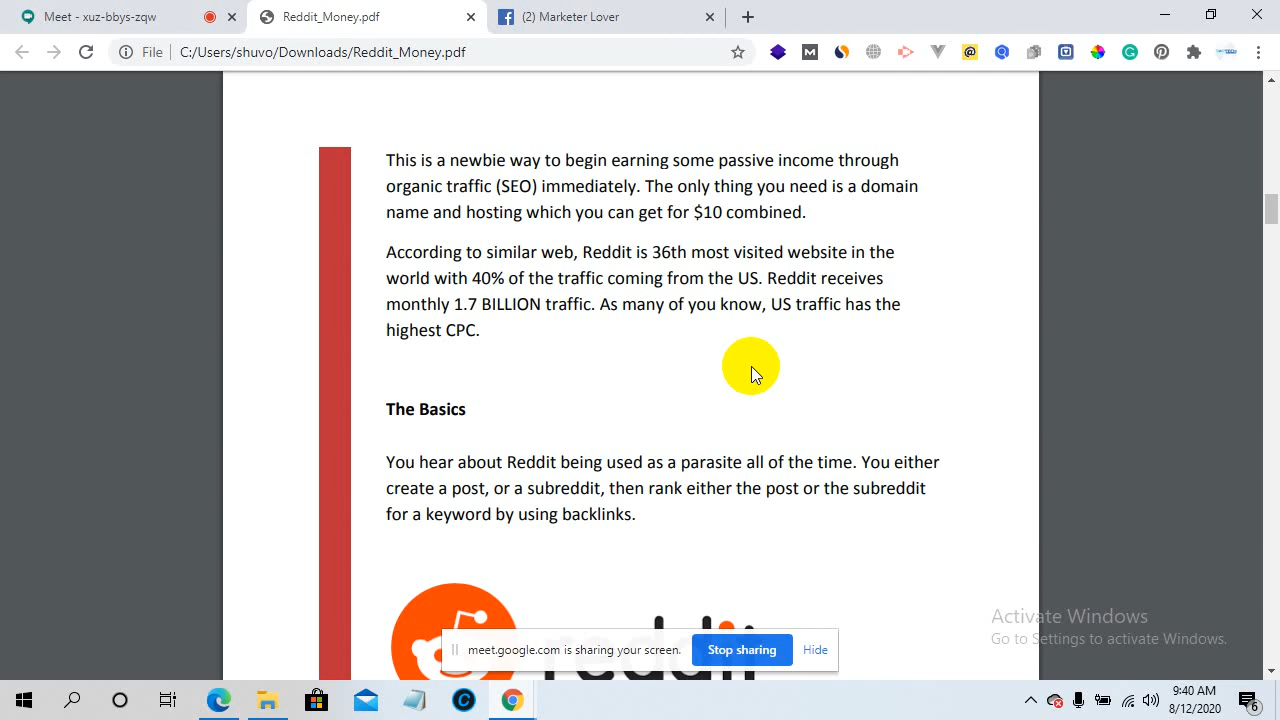 Meet - xuz-bbys-zqw
Reddit_Money.pdf
(2) Marketer Lover
File
C:/Users/shuvo/Downloads/Reddit_Money.pdf
This is a newbie way to begin earning some passive income through
organic traffic (SEO) immediately. The only thing you need is a domain
name and hosting which you can get for $10 combined.
According to similar web, Reddit is 36th most visited website in the
world with 40% of the traffic coming from the US. Reddit receives
monthly 1.7 BILLION traffic. As many of you know, US traffic has the
highest CPC.
The Basics
You hear about Reddit being used as a parasite all of the time. You either
create a post, or a subreddit, then rank either the post or the subreddit
for a keyword by using backlinks.
reddit
Activate Windows
Go to Settings to activate Windows.
meet.google.com is sharing your screen.
Stop sharing
Hide
9:40 AM
8/12/2020
6